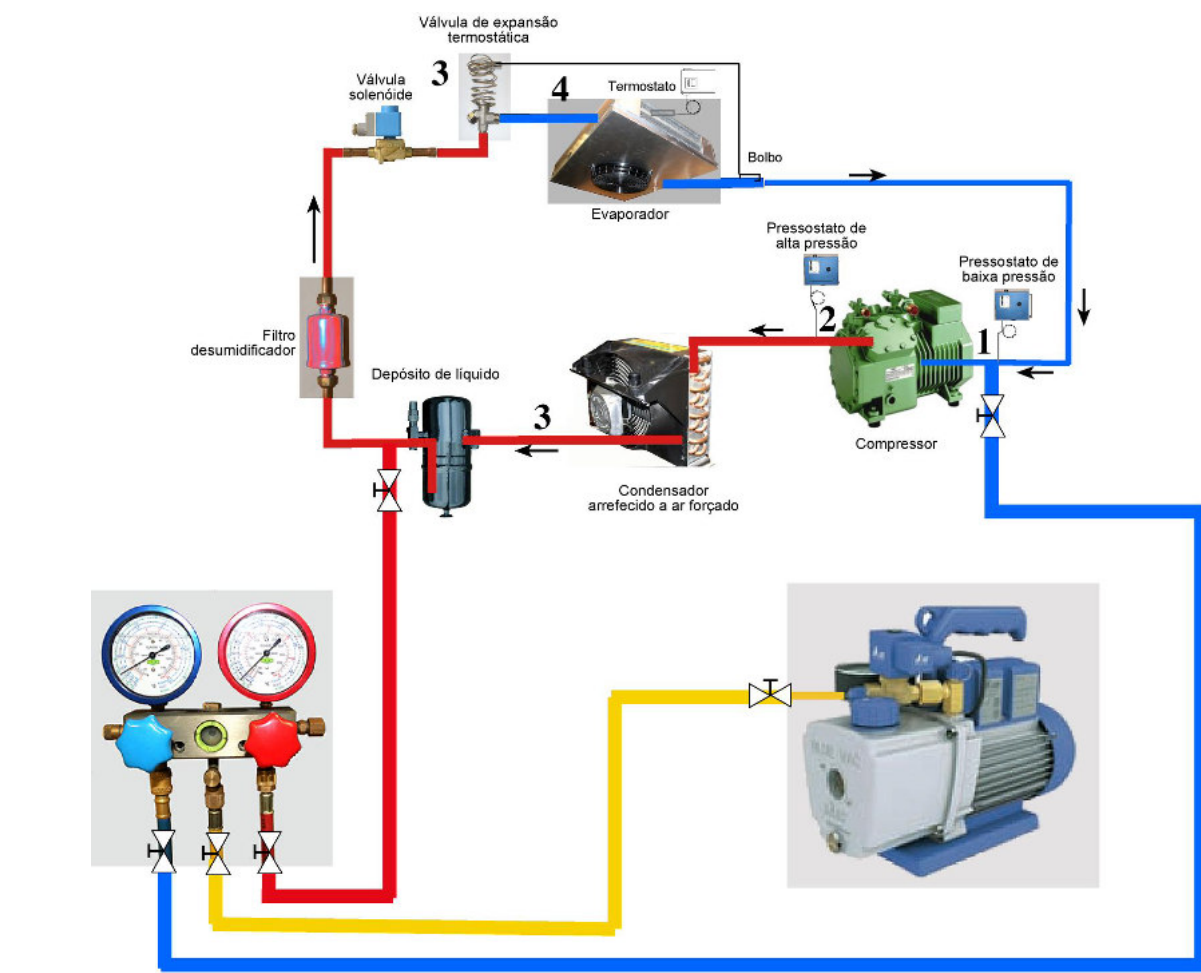 Válvula de expansão
termostática
3
Válvula
solenóide
4
Termostato
Bolbo
Evaporador
Pressostato de
alta pressão
Pressostato de
baixa pressão
2
1
Filtro
desumidificador
Depósito de líquido
3
Compressor
Condensador
arrefecido a ar forçado